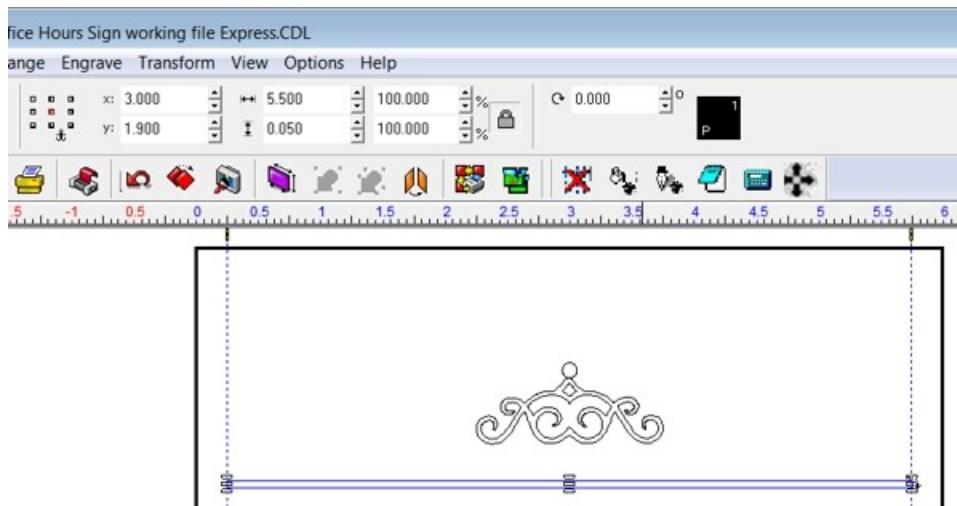 fice Hours Sign working file Express.CDL
ange Engrave Transform View Options Help
x: 3.000 5.500 100.000 % 0.000 o 1
y: 1.900 0.050 100.000 % P
.5 -1 0.5 0 0.5 1 1.5 2 2.5 3 3.5 4 4.5 5 5.5 6